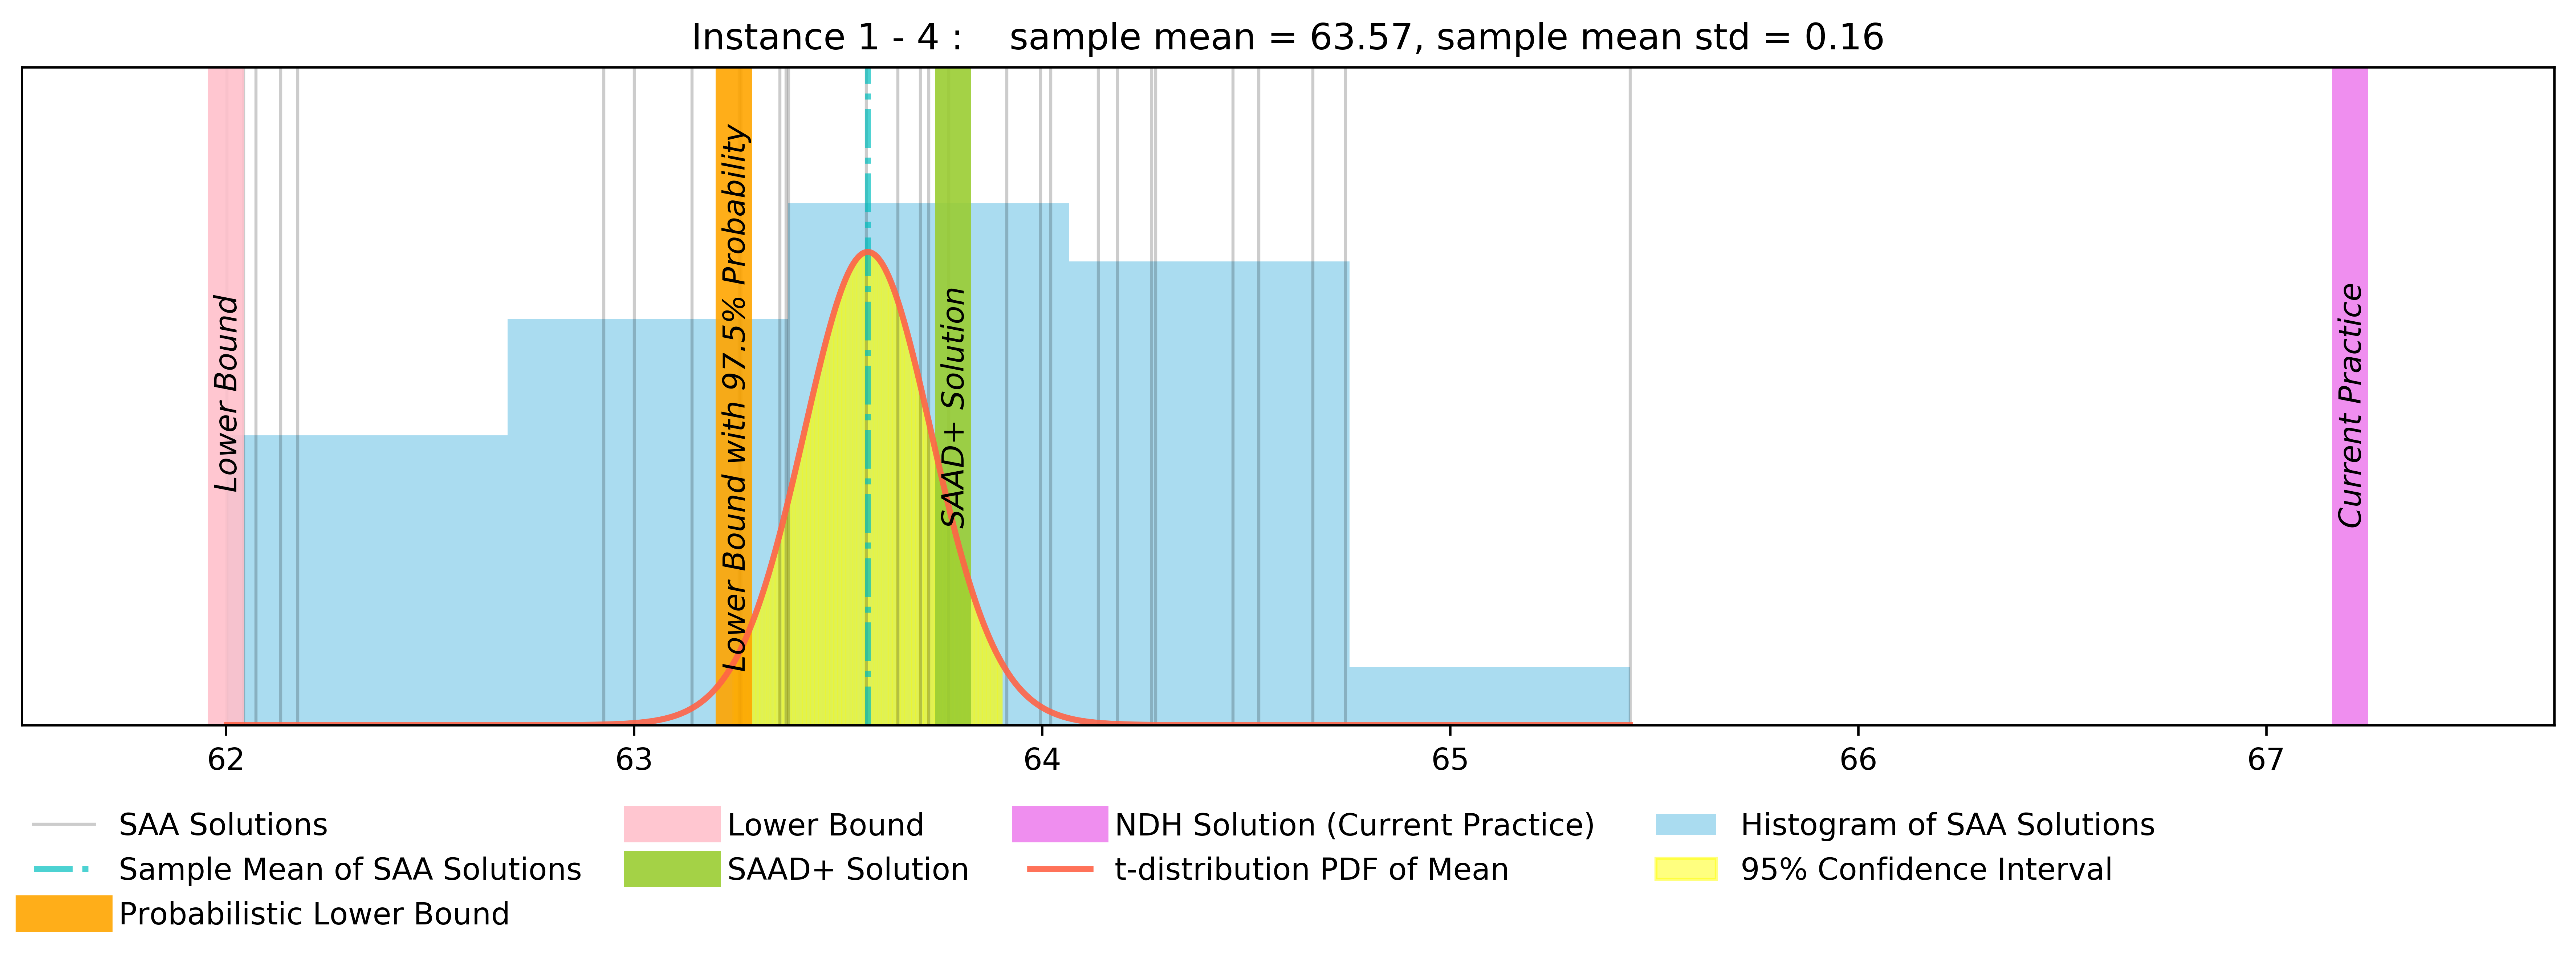 Instance 1 - 4 :    sample mean = 63.57, sample mean std = 0.16
Lower Bound
Lower Bound with 97.5% Probability
SAAD+ Solution
Current Practice
62 63 64 65 66 67
SAA Solutions
Sample Mean of SAA Solutions
Probabilistic Lower Bound
Lower Bound
SAAD+ Solution
NDH Solution (Current Practice)
t-distribution PDF of Mean
Histogram of SAA Solutions
95% Confidence Interval